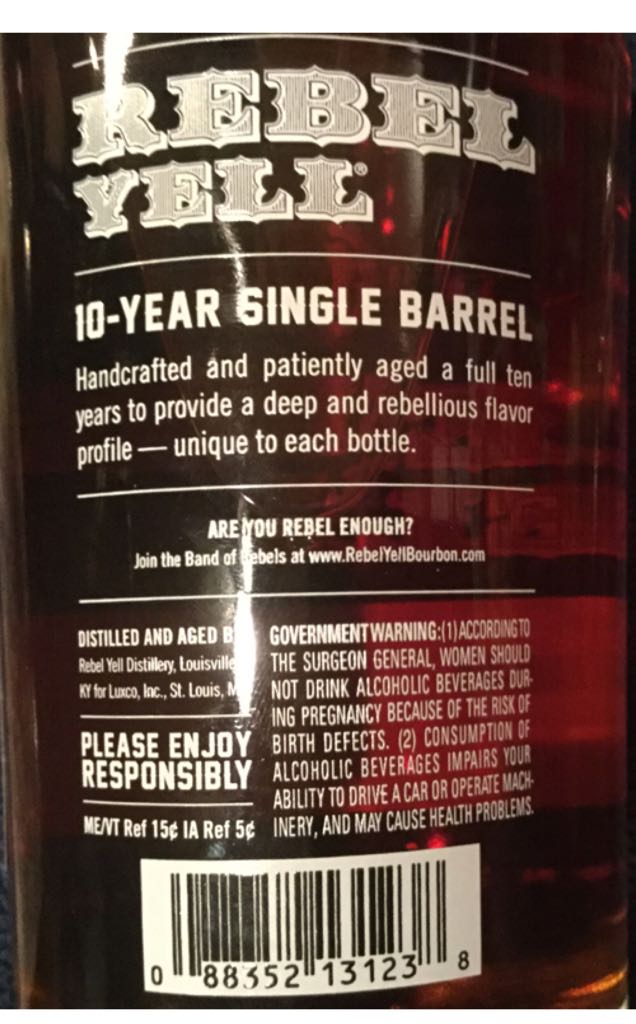 REBEL
YELL®
10-YEAR SINGLE BARREL
Handcrafted and patiently aged a full ten
years to provide a deep and rebellious flavor
profile — unique to each bottle.
ARE YOU REBEL ENOUGH?
Join the Band of Rebels at www.RebelYellBourbon.com
DISTILLED AND AGED B
Rebel Yell Distillery, Louisville
KY for Luxco, Inc., St. Louis, M
PLEASE ENJOY
RESPONSIBLY
ME/VT Ref 15¢ IA Ref 5¢
GOVERNMENT WARNING: (1) ACCORDING TO
THE SURGEON GENERAL, WOMEN SHOULD
NOT DRINK ALCOHOLIC BEVERAGES DUR-
ING PREGNANCY BECAUSE OF THE RISK OF
BIRTH DEFECTS. (2) CONSUMPTION OF
ALCOHOLIC BEVERAGES IMPAIRS YOUR
ABILITY TO DRIVE A CAR OR OPERATE MACH-
INERY, AND MAY CAUSE HEALTH PROBLEMS.
0 88352 13123 8